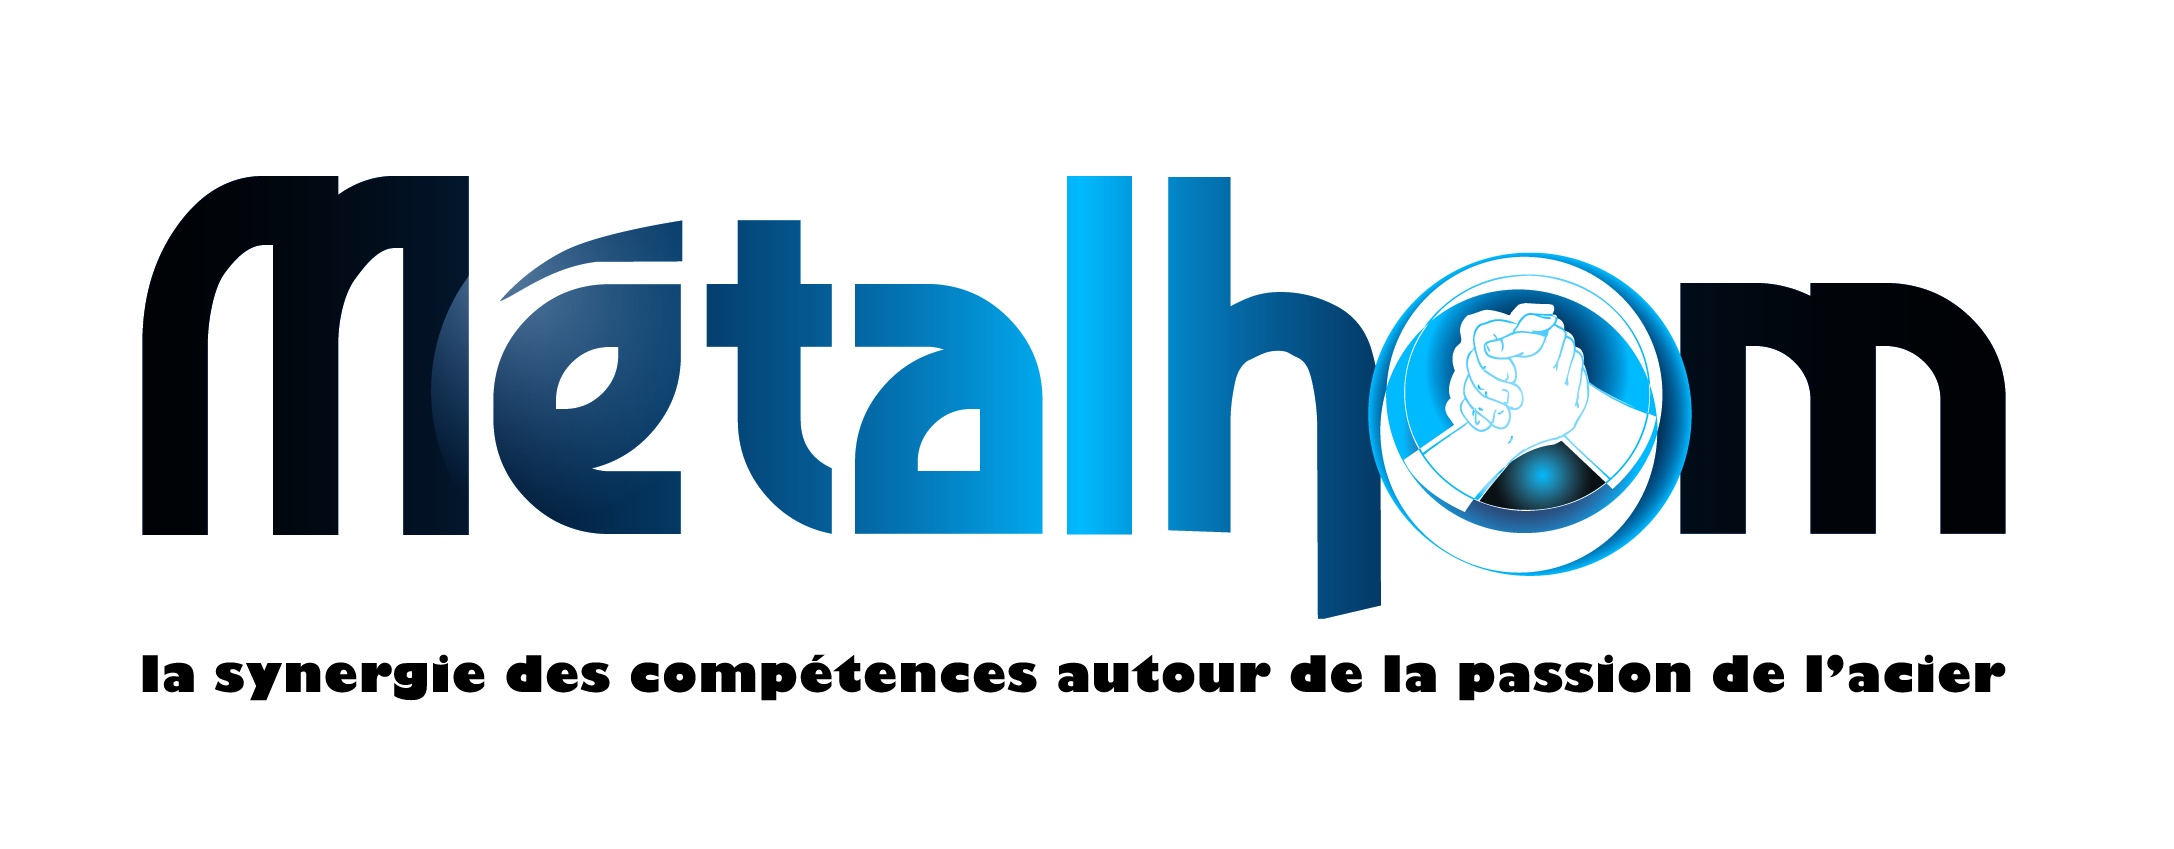 Métalhom
la synergie des compétences autour de la passion de l’acier